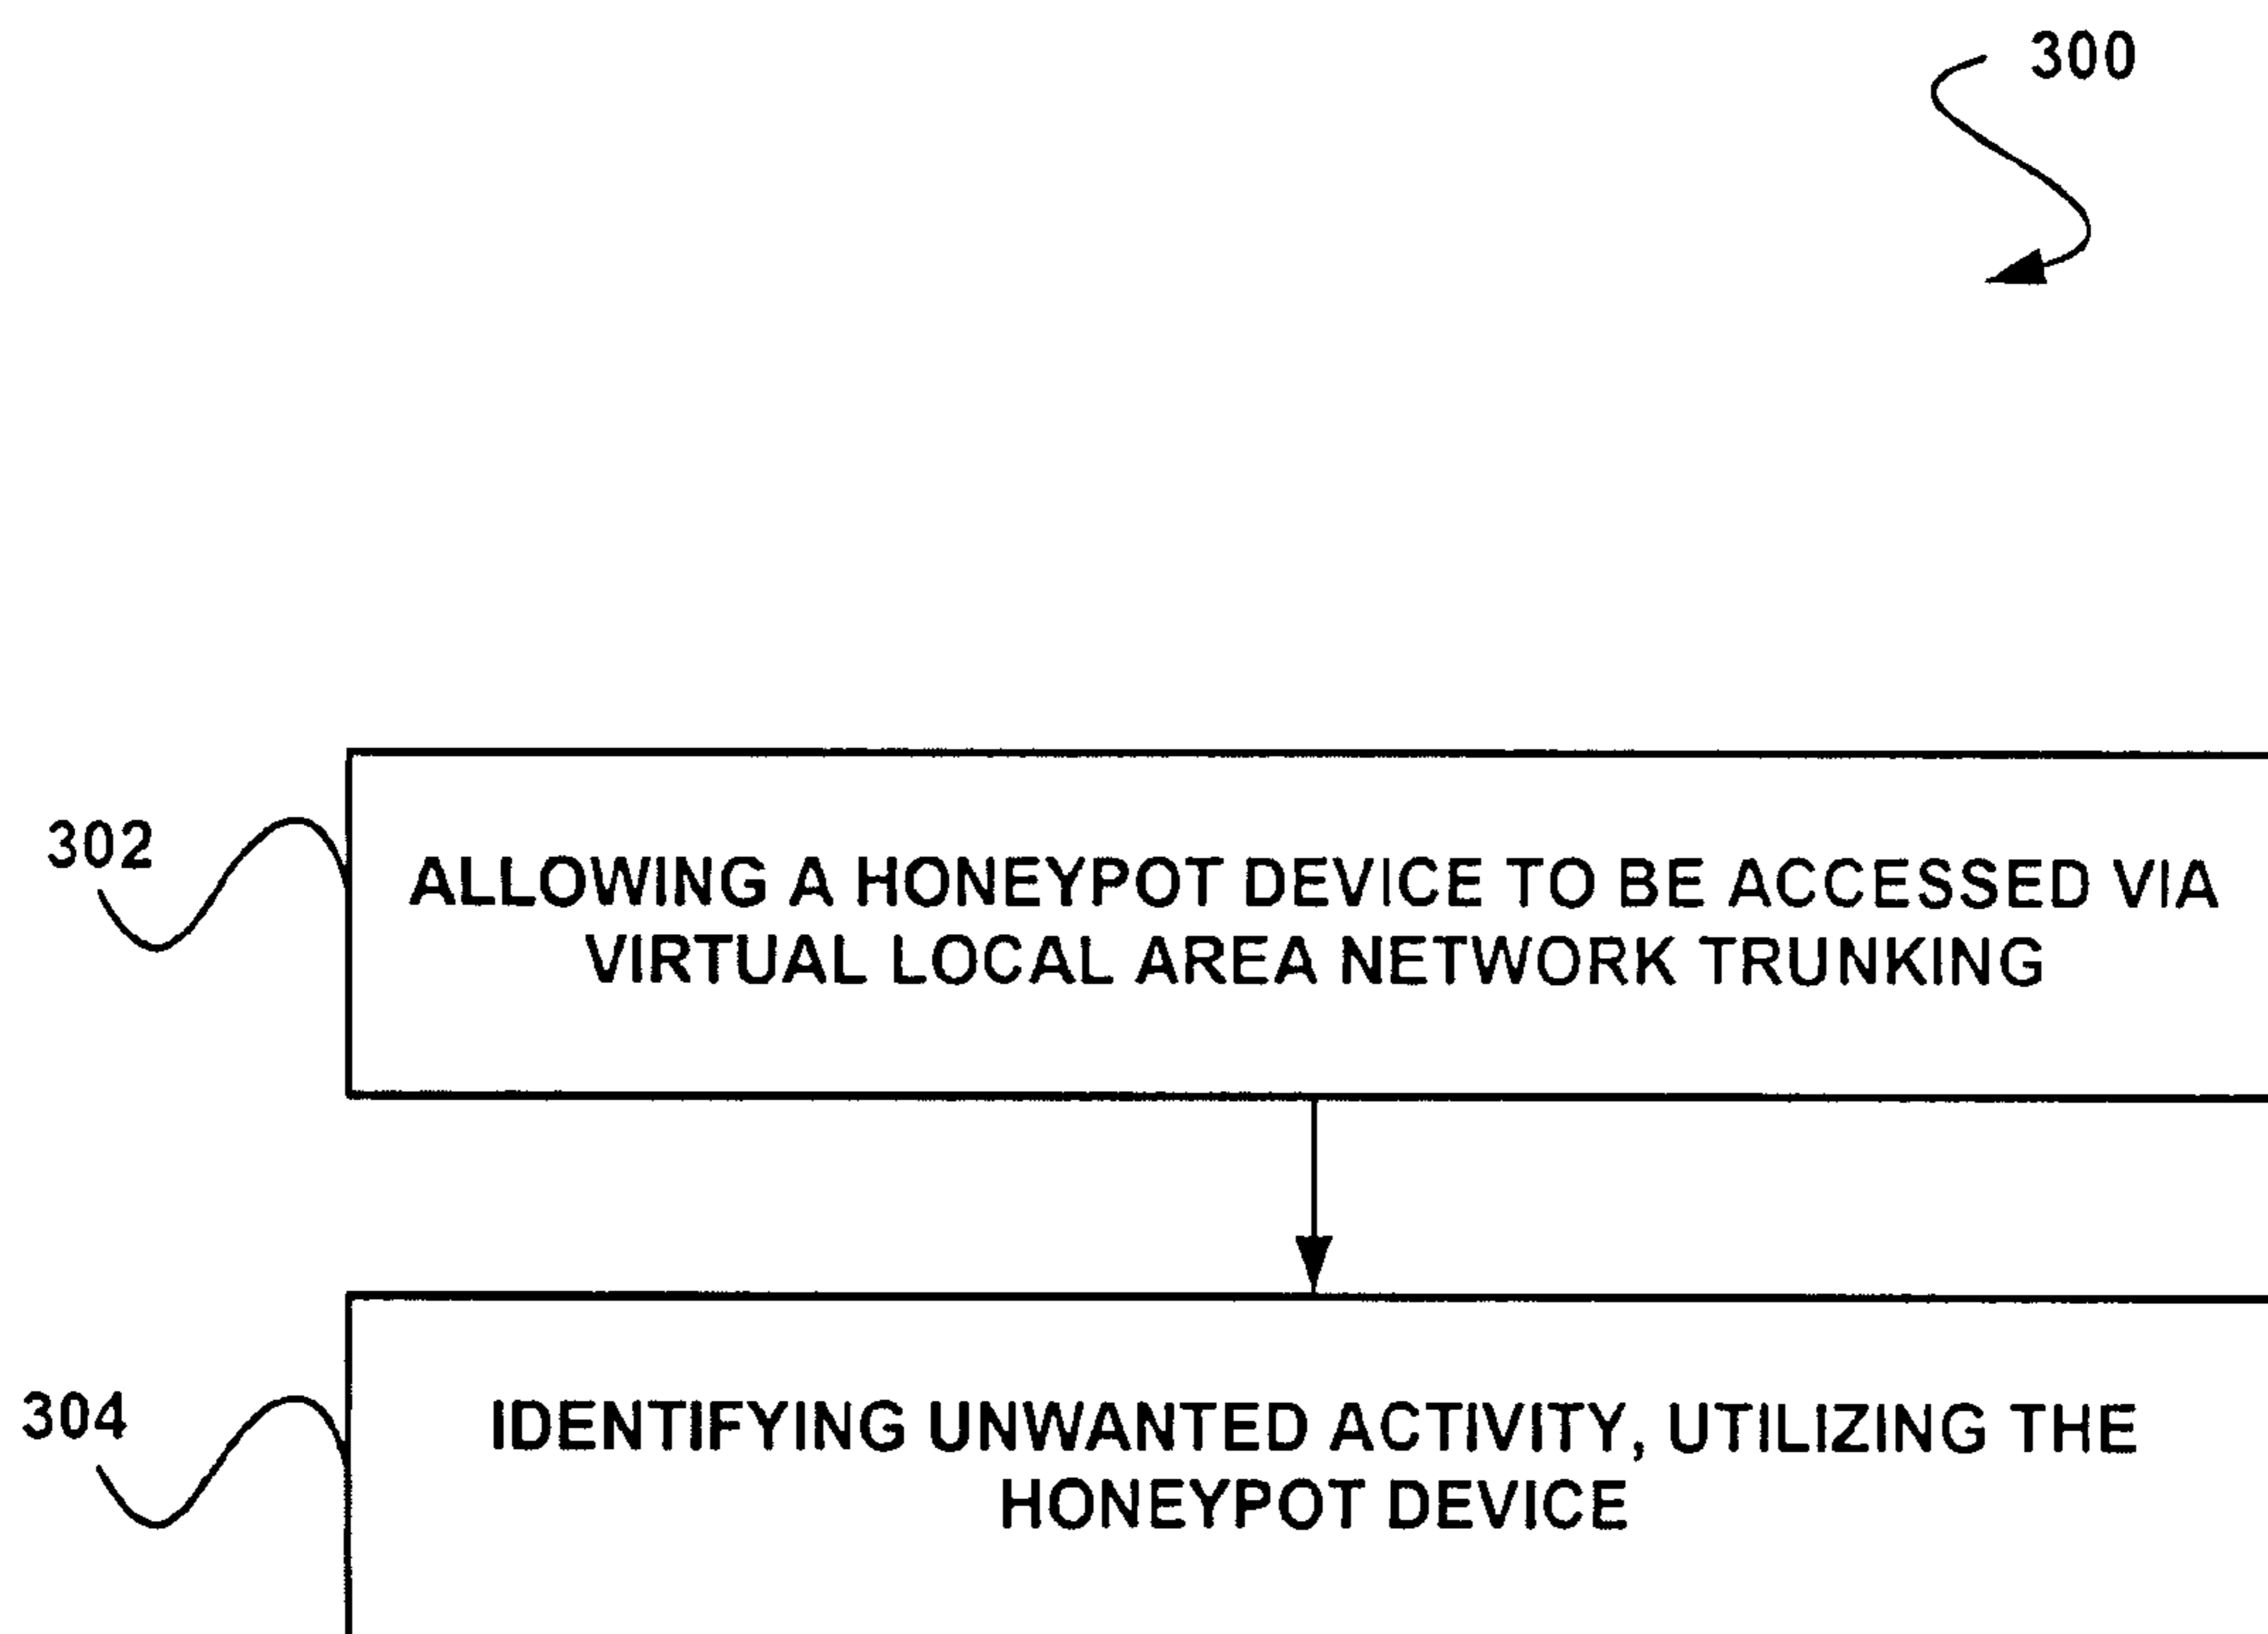 300
302
ALLOWING A HONEYPOT DEVICE TO BE ACCESSED VIA
VIRTUAL LOCAL AREA NETWORK TRUNKING
304
IDENTIFYING UNWANTED ACTIVITY, UTILIZING THE
HONEYPOT DEVICE